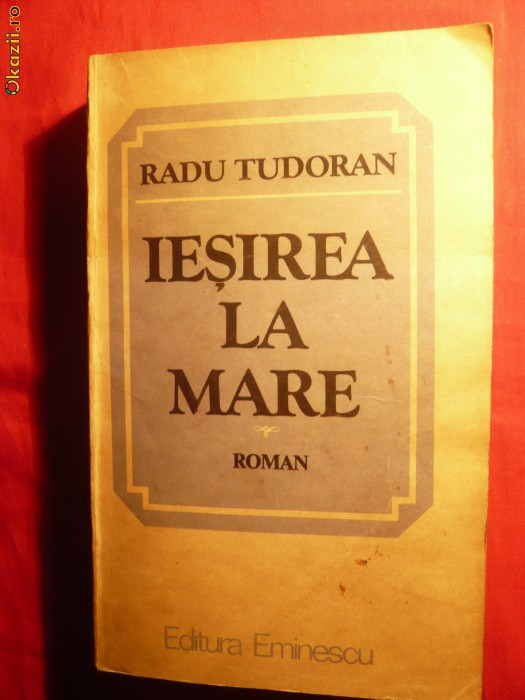 Okazii.ro
RADU TUDORAN
IEȘIREA
LA
MARE
ROMAN
Editura Eminescu